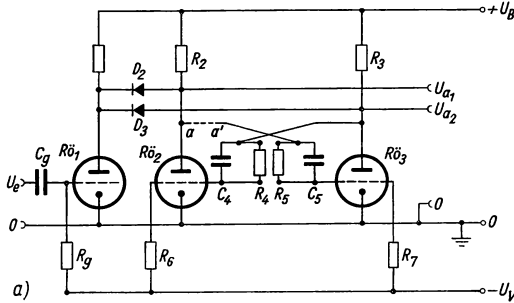 +U_B
R_2
R_3
D_2
U_a1
D_3
U_a2
a a'
C_g
Rö_1
Rö_2
Rö_3
U_e
C_4
R_4
R_5
C_5
0
0
0
R_g
R_6
R_7
a)
-U_V